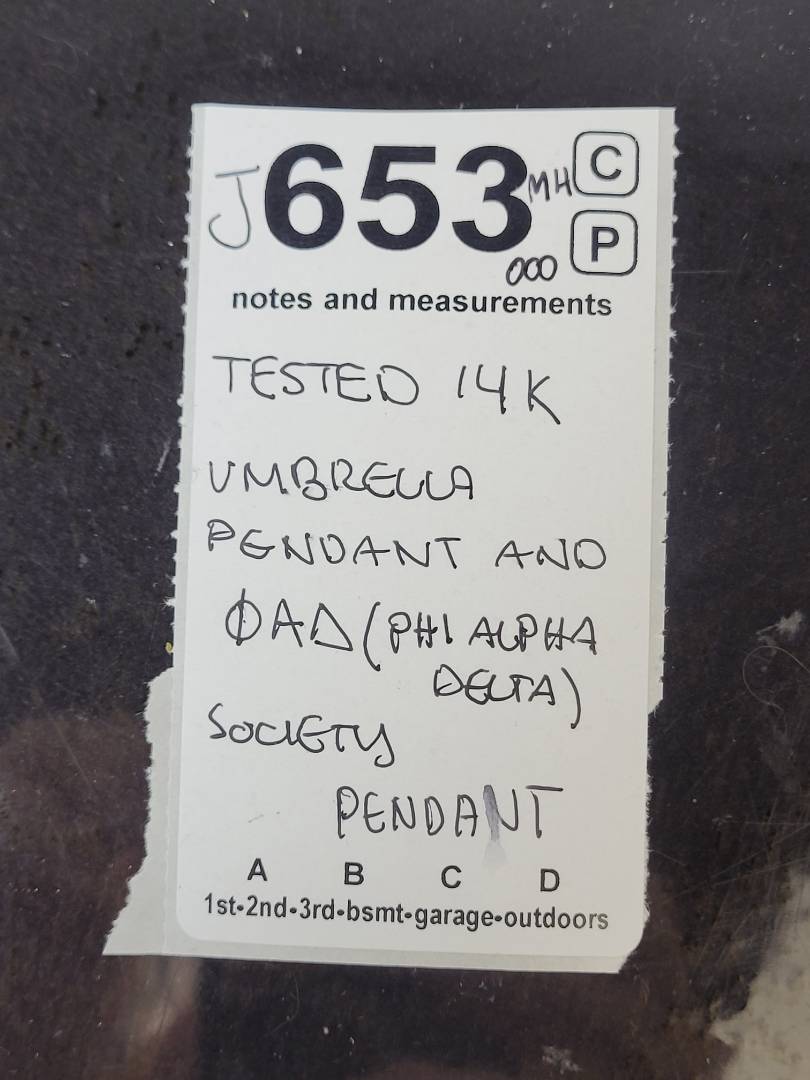 J653 MH C
000 P
notes and measurements
TESTED 14K
UMBRELLA
PENDANT AND
ΦΑΔ (PHI ALPHA
DELTA)
SOCIETY
PENDANT
A B C D
1st-2nd-3rd-bsmt-garage-outdoors